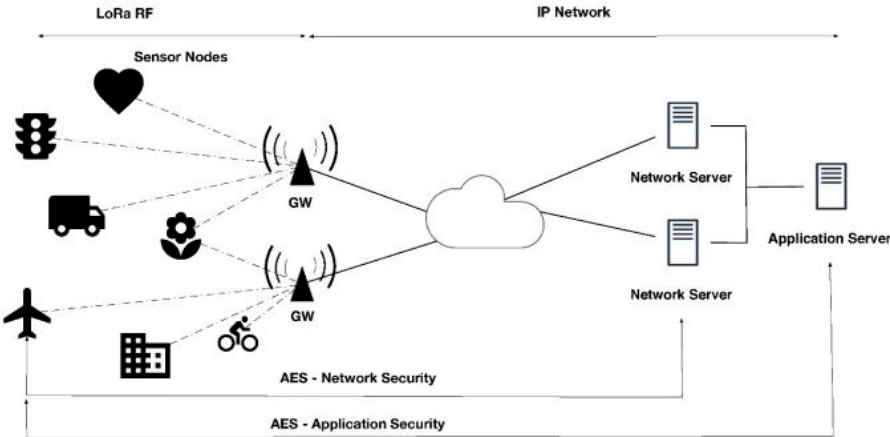 LoRa RF
IP Network
Sensor Nodes
GW
Network Server
Application Server
GW
Network Server
AES - Network Security
AES - Application Security